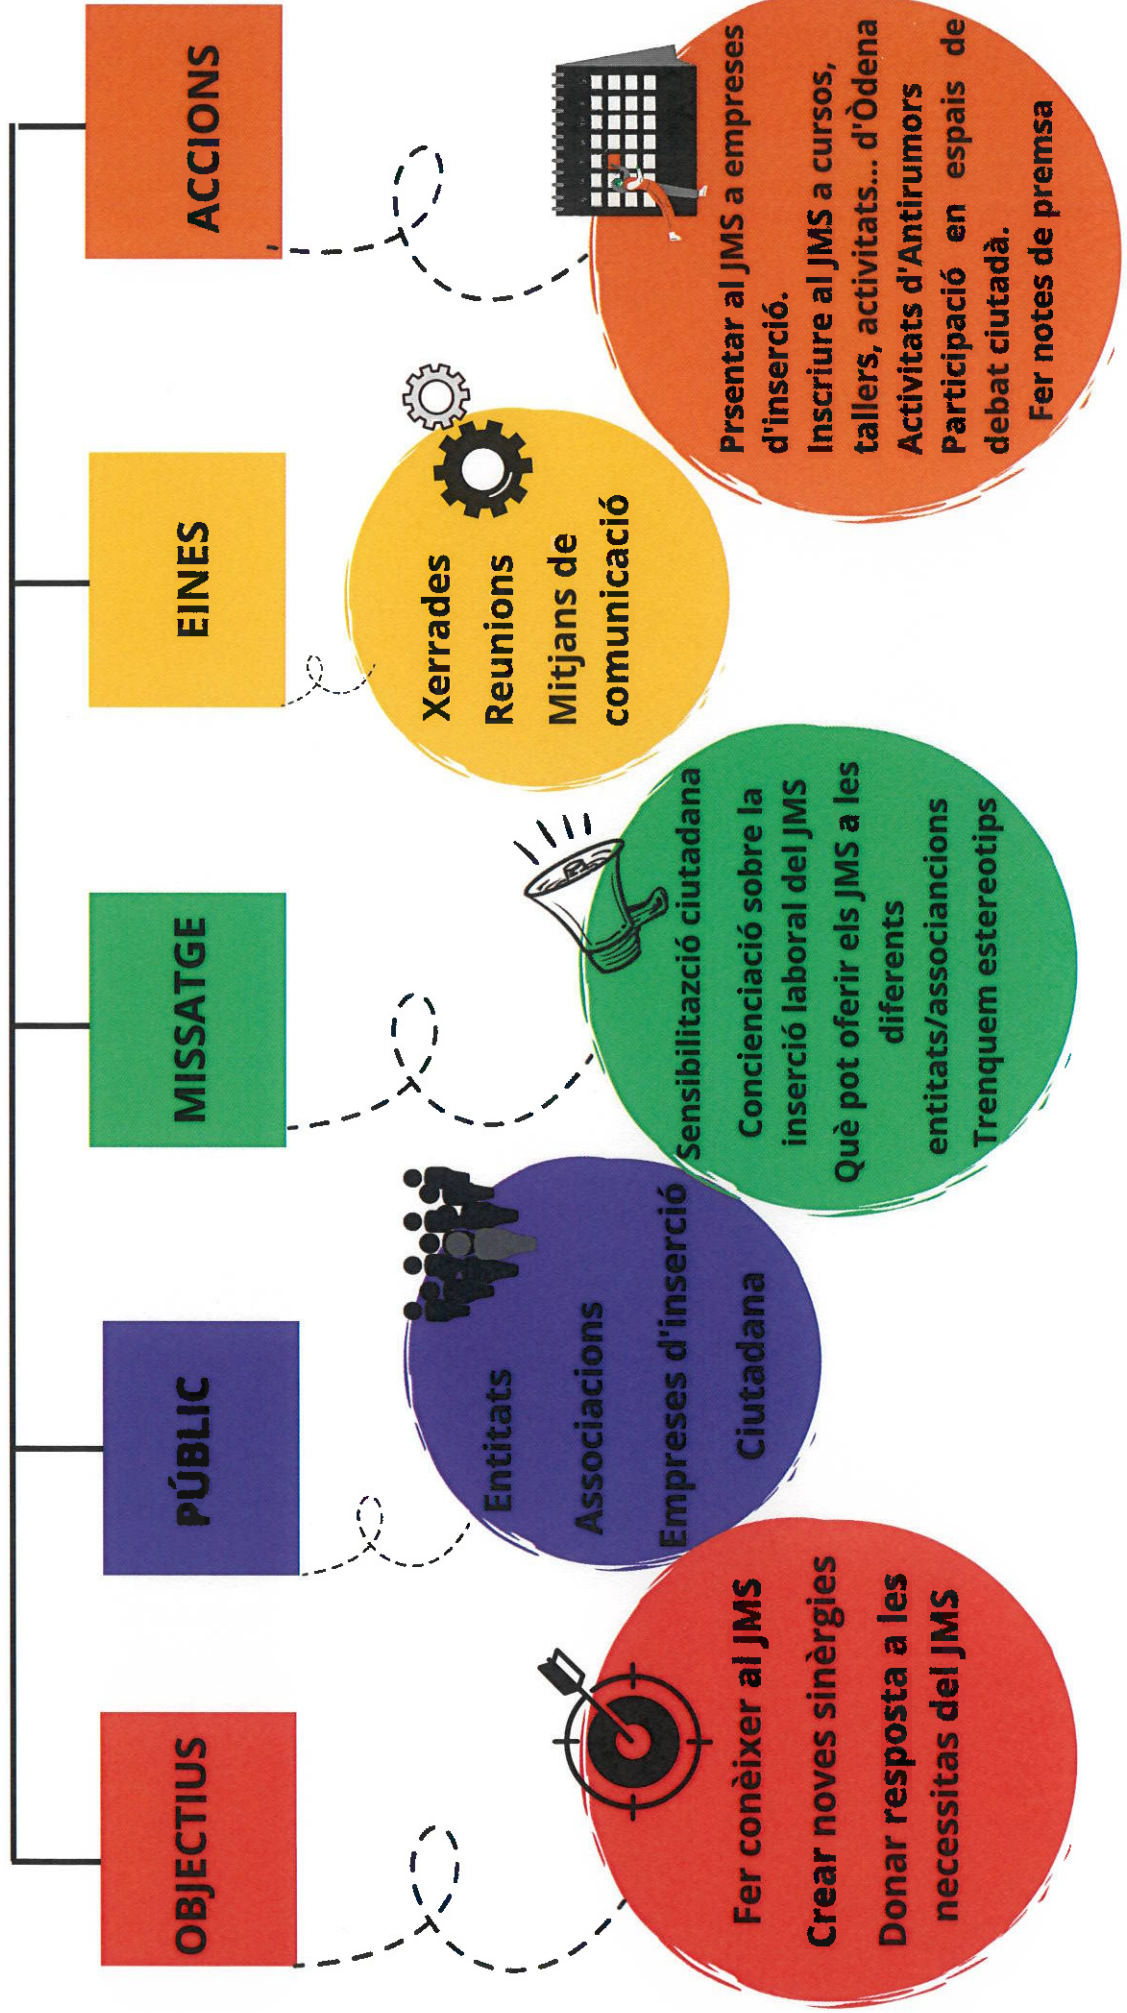 OBJECTIUS
Fer conèixer al JMS
Crear noves sinèrgies
Donar resposta a les
necessitas del JMS
PÚBLIC
Entitats
Associacions
Empreses d'inserció
Ciutadana
MISSATGE
Sensibilitazció ciutadana
Concienciació sobre la
inserció laboral del JMS
Què pot oferir els JMS a les
diferents
entitats/associancions
Trenquem estereotips
EINES
Xerrades
Reunions
Mitjans de
comunicació
ACCIONS
Prsentar al JMS a empreses
d'inserció.
Inscriure al JMS a cursos,
tallers, activitats... d'Òdena
Activitats d'Antirumors
Participació en espais de
debat ciutadà.
Fer notes de premsa